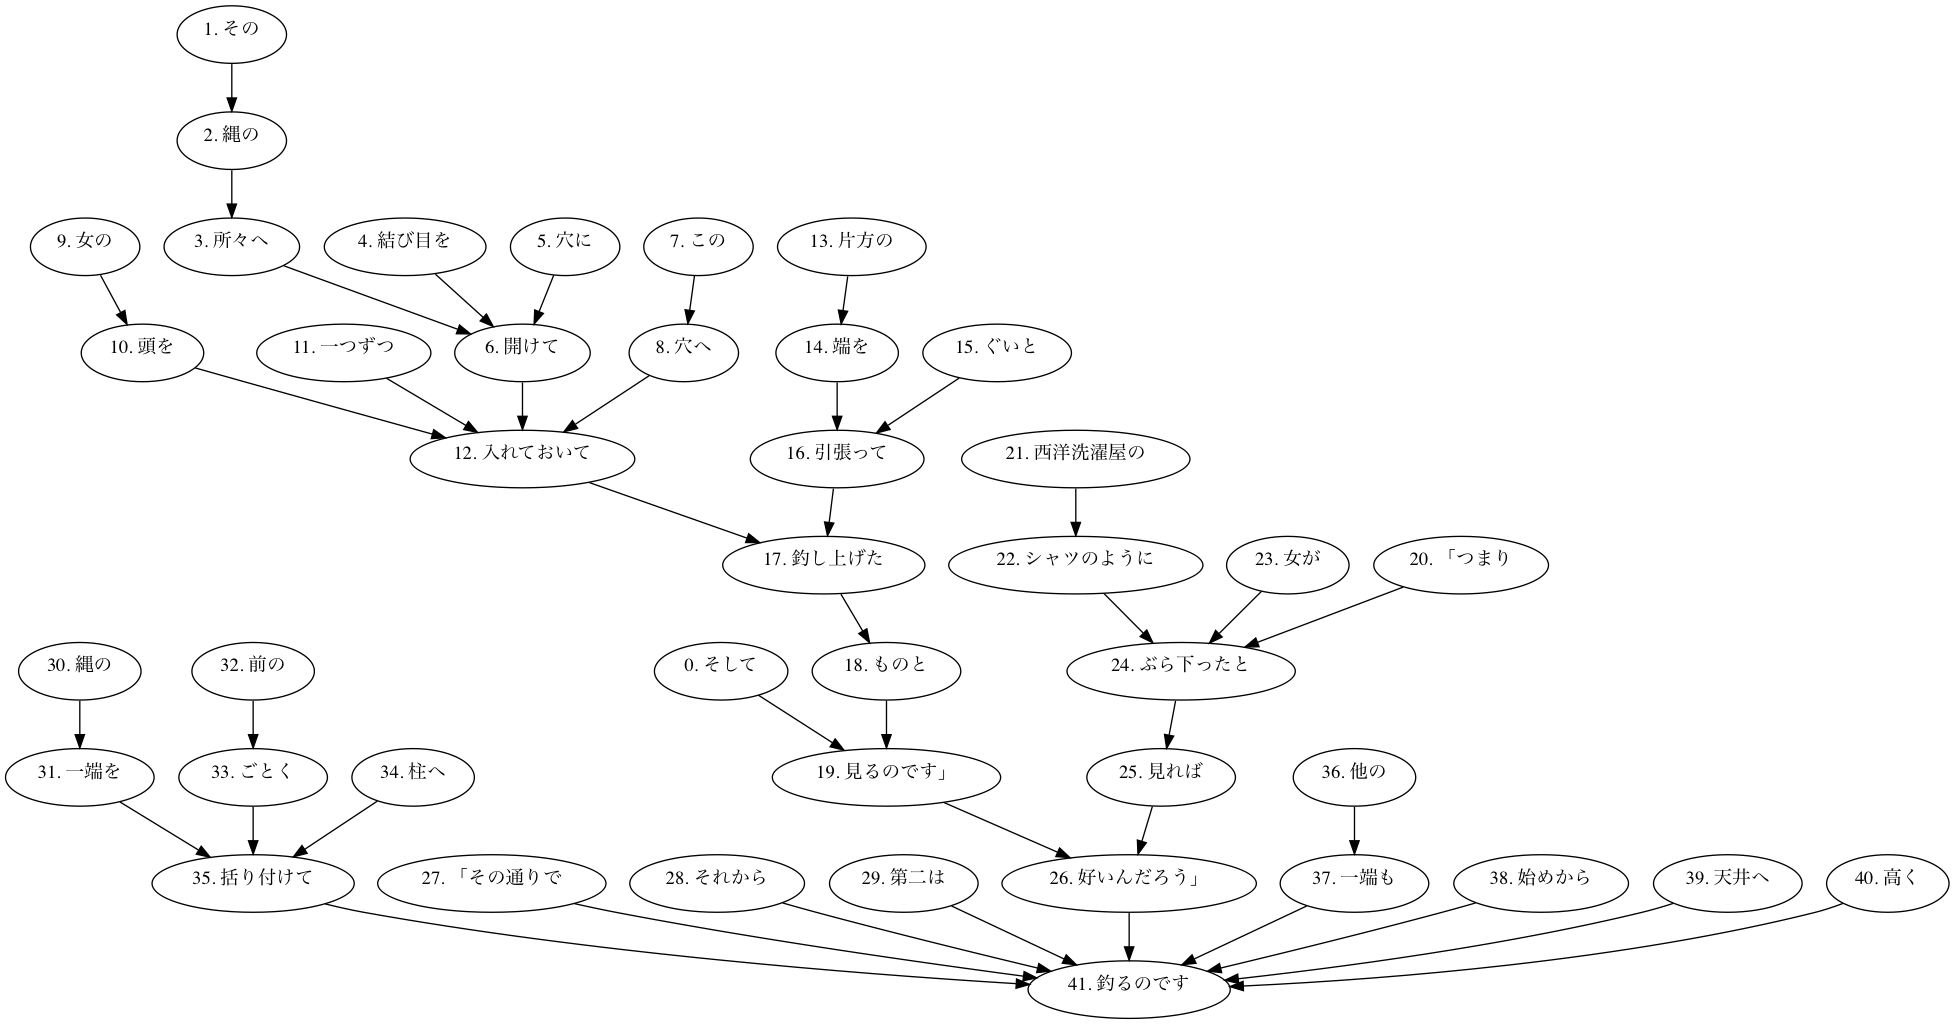 1. その
2. 縄の
9. 女の
3. 所々へ
4. 結び目を
5. 穴に
7. この
13. 片方の
10. 頭を
11. 一つずつ
6. 開けて
8. 穴へ
14. 端を
15. ぐいと
12. 入れておいて
16. 引張って
21. 西洋洗濯屋の
17. 釣し上げた
22. シャツのように
23. 女が
20. 「つまり
30. 縄の
32. 前の
0. そして
18. ものと
24. ぶら下ったと
31. 一端を
33. ごとく
34. 柱へ
19. 見るのです」
25. 見れば
36. 他の
35. 括り付けて
27. 「その通りで
28. それから
29. 第二は
26. 好いんだろう」
37. 一端も
38. 始めから
39. 天井へ
40. 高く
41. 釣るのです